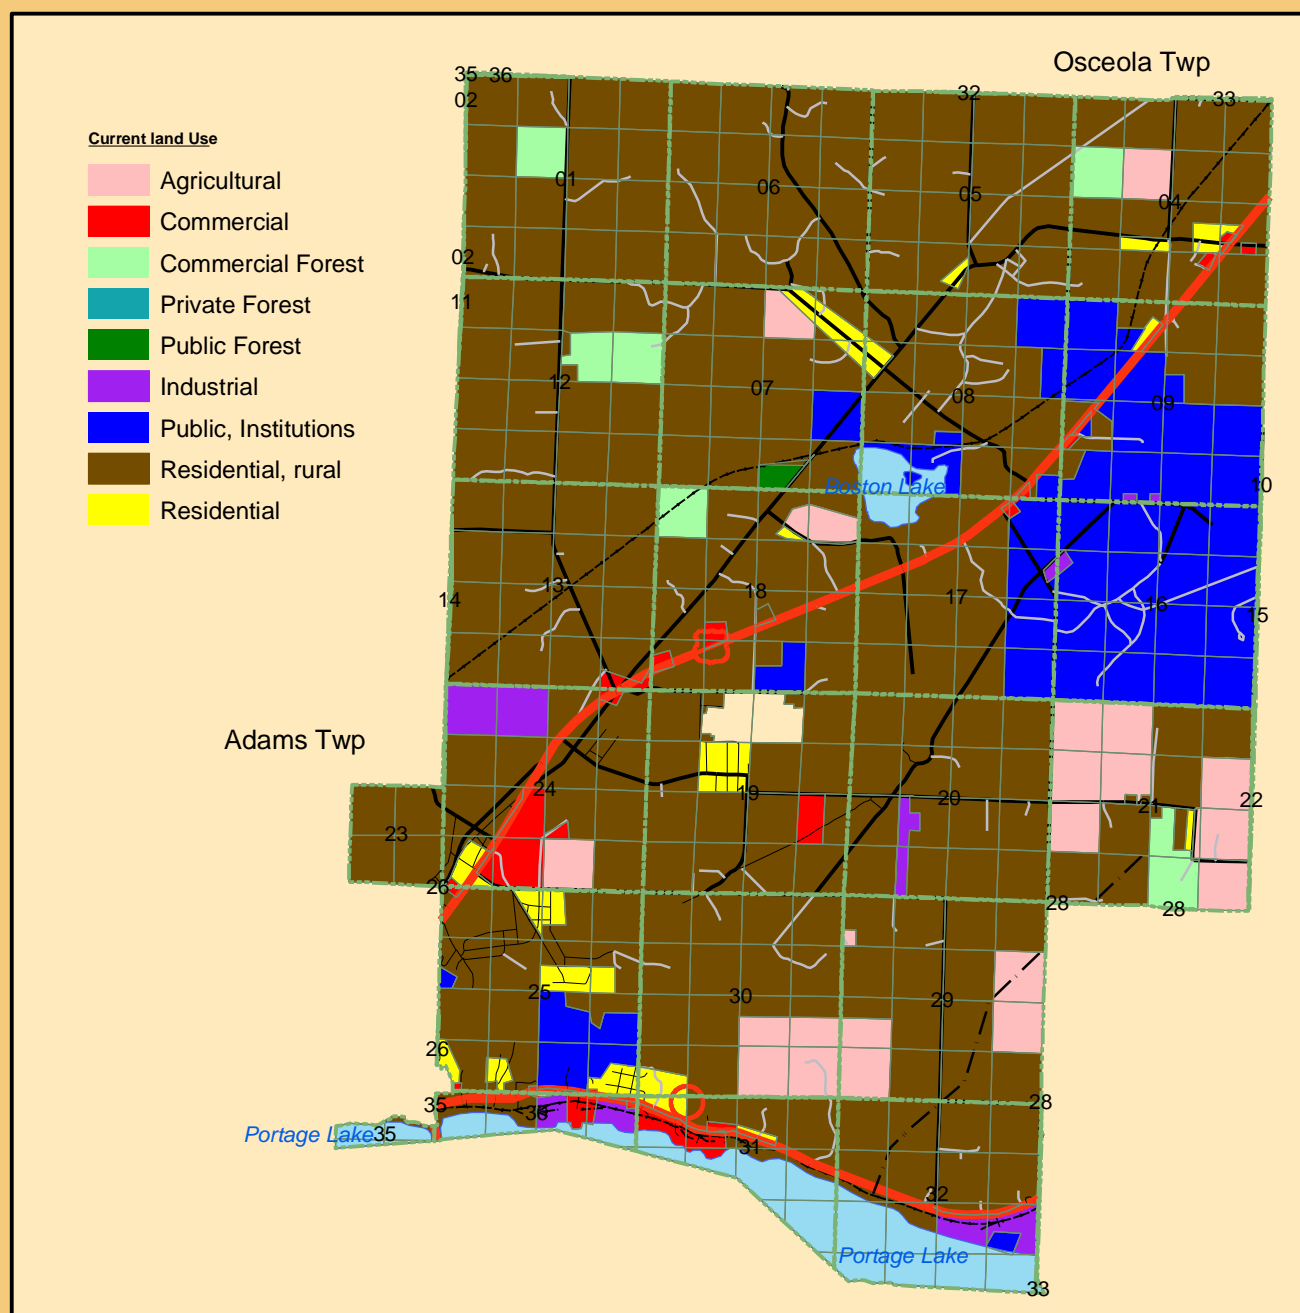 Osceola Twp
35 36
32
33
02
Current land Use
Agricultural
01
06
05
04
Commercial
Commercial Forest
02
Private Forest
11
Public Forest
Industrial
12
07
08
09
Public, Institutions
Residential, rural
Boston Lake
10
Residential
13
18
17
16
14
15
Adams Twp
24
19
20
21
22
23
26
28
28
25
30
29
26
35
36
28
Portage Lake
35
31
32
Portage Lake
33